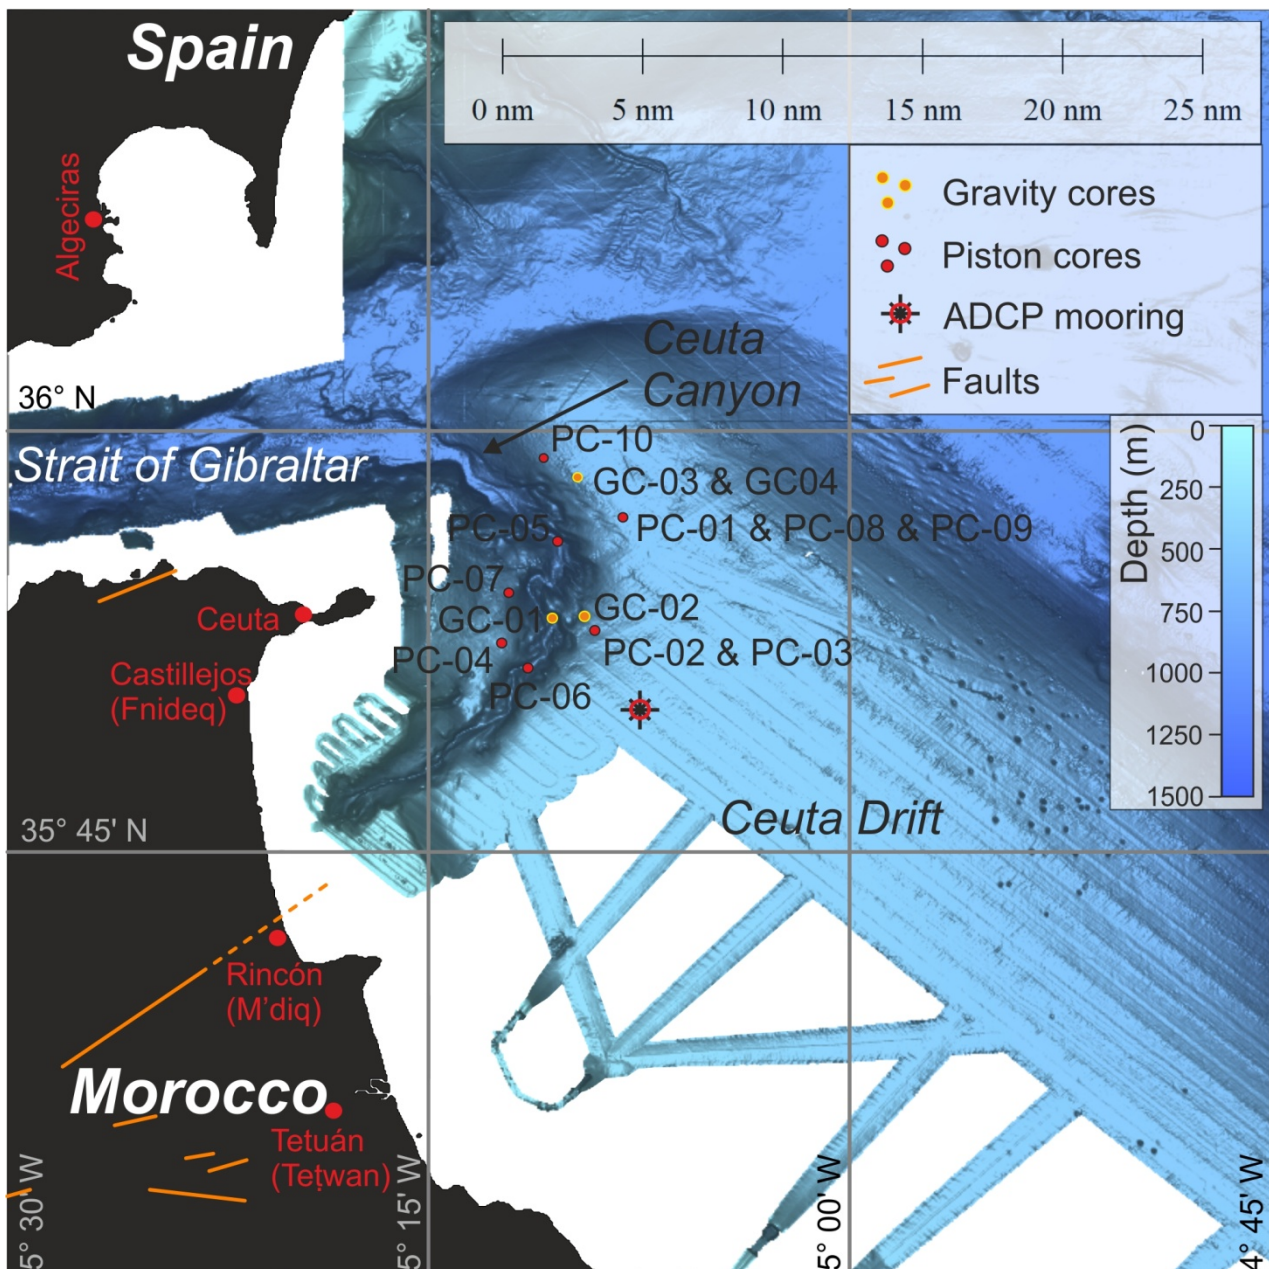 Spain
0 nm 5 nm 10 nm 15 nm 20 nm 25 nm
Algeciras
Gravity cores
Piston cores
ADCP mooring
Faults
Ceuta
Canyon
36° N
Strait of Gibraltar
PC-10
GC-03 & GC04
PC-01 & PC-08 & PC-09
PC-05
PC-07
GC-01
GC-02
PC-04
PC-02 & PC-03
PC-06
Depth (m)
0
250
500
750
1000
1250
1500
Ceuta
Castillejos
(Fnideq)
35° 45' N
Ceuta Drift
Rincón
(M'diq)
Morocco
Tetuán
(Teṭwan)
5° 30' W
5° 15' W
5° 00' W
4° 45' W